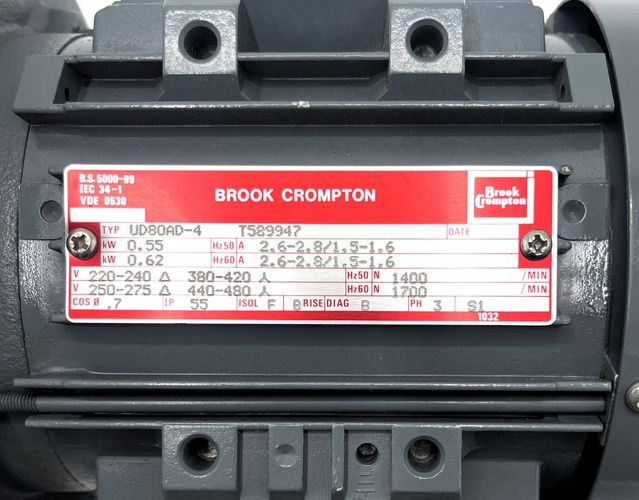 B.S. 5000-99
IEC 34-1
VDE 0530
BROOK CROMPTON
Brook
Crompton
TYP UD80AD-4 T589947 DATE
kW 0.55 Hz50 A 2.6-2.8/1.5-1.6
kW 0.62 Hz60 A 2.6-2.8/1.5-1.6
V 220-240 Δ 380-420 ⅄ Hz50 N 1400 /MIN
V 250-275 Δ 440-480 ⅄ Hz60 N 1700 /MIN
COS Ø .7 IP 55 ISOL F B RISE DIAG B PH 3 S1
1032